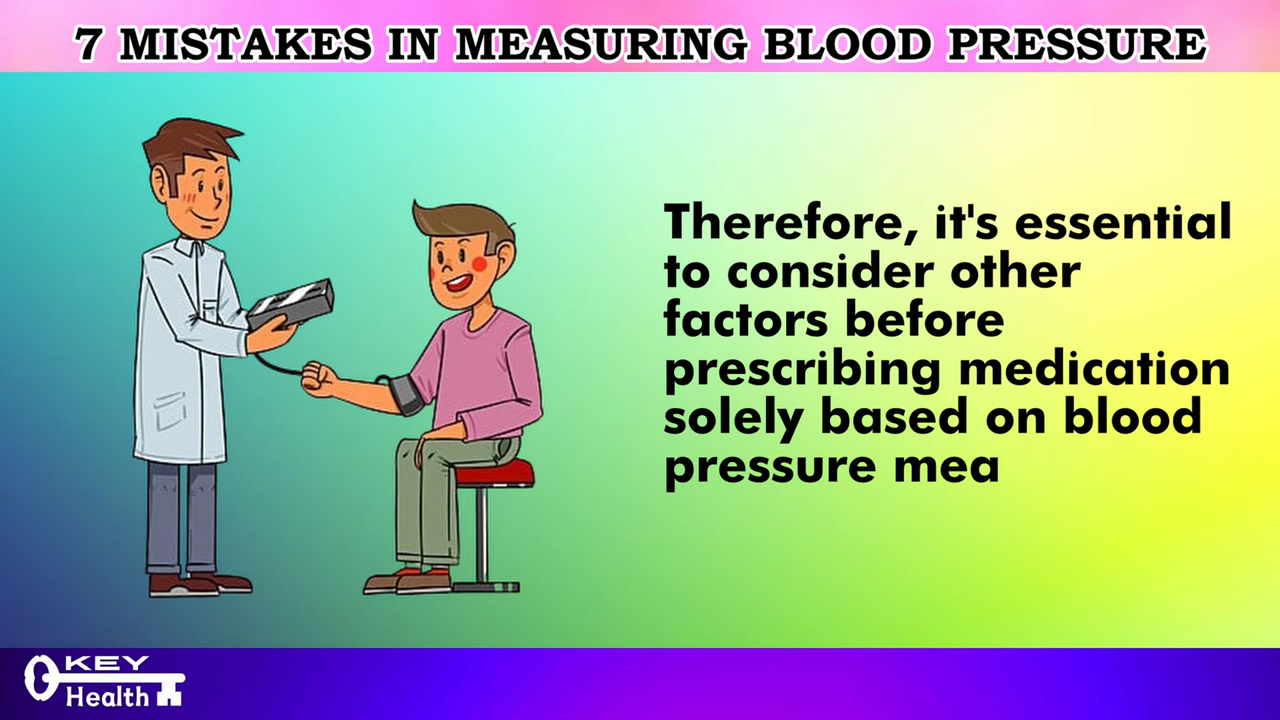 7 MISTAKES IN MEASURING BLOOD PRESSURE
Therefore, it's essential
to consider other
factors before
prescribing medication
solely based on blood
pressure mea
KEY
Health